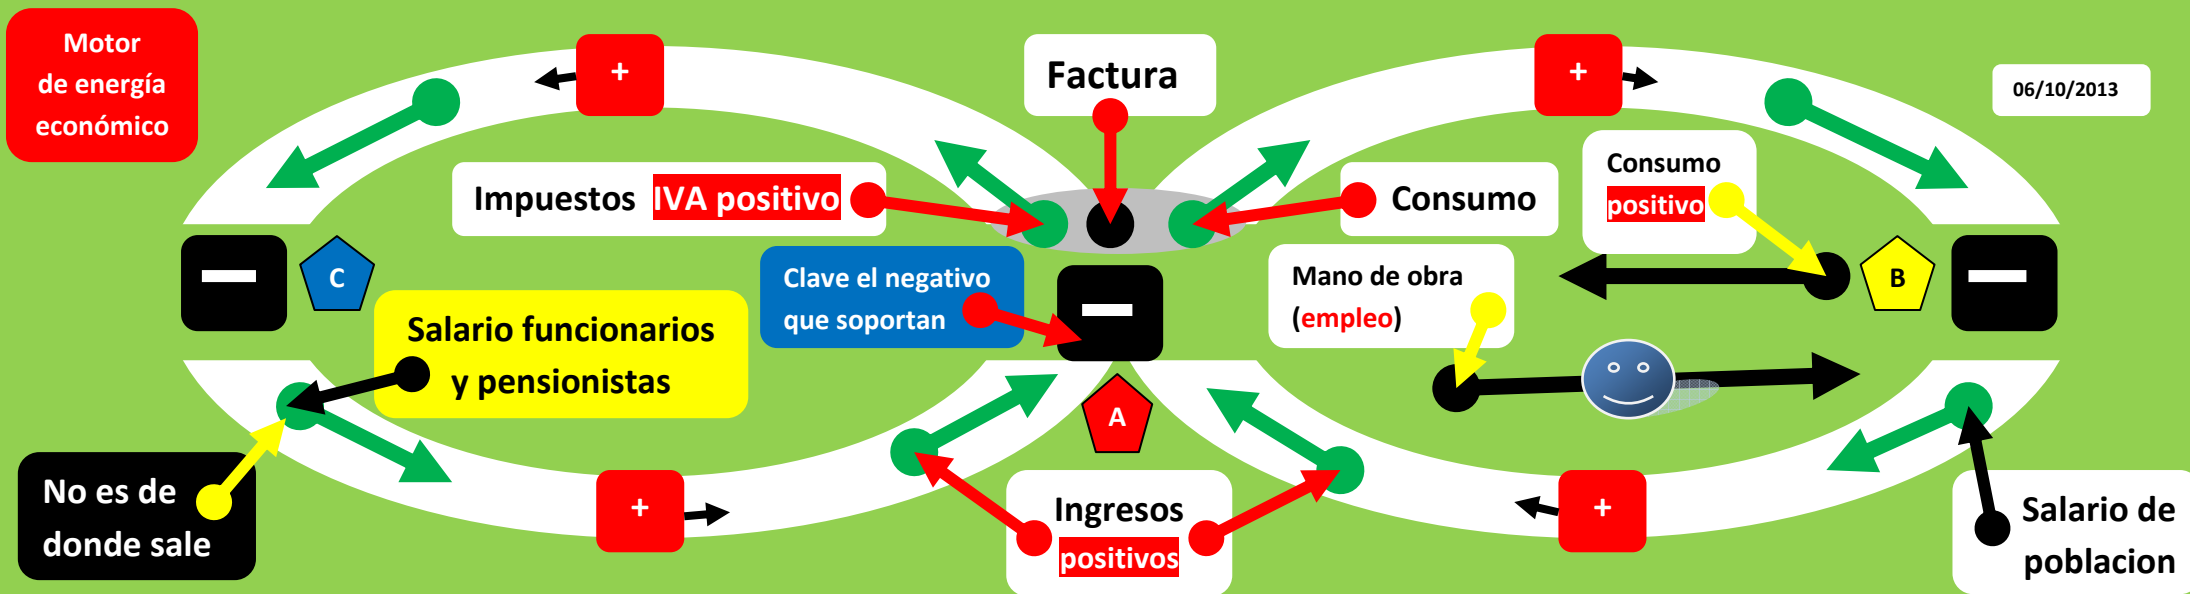 Motor
de energía
económico
+
Factura
+
06/10/2013
Impuestos IVA positivo
Consumo
Consumo
positivo
C
Clave el negativo
que soportan
Mano de obra
(empleo)
B
Salario funcionarios
y pensionistas
A
No es de
donde sale
+
Ingresos
positivos
+
Salario de
poblacion